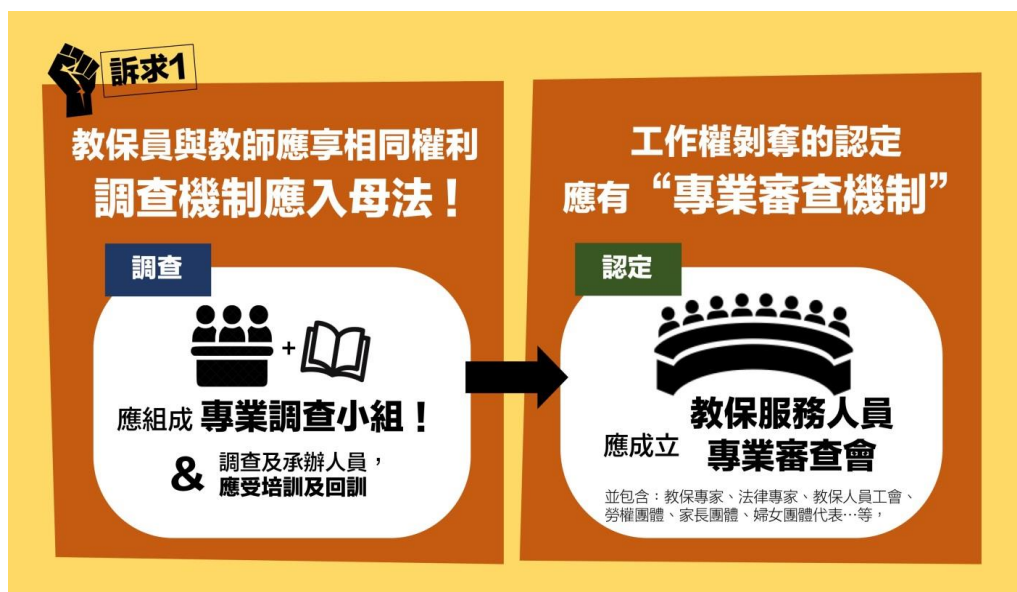 訴求1
教保員與教師應享相同權利
調查機制應入母法！
調查
+
應組成 專業調查小組！
& 調查及承辦人員，
應受培訓及回訓
工作權剝奪的認定
應有 “專業審查機制”
認定
應成立 教保服務人員
專業審查會
並包含：教保專家、法律專家、教保人員工會、
勞權團體、家長團體、婦女團體代表…等，